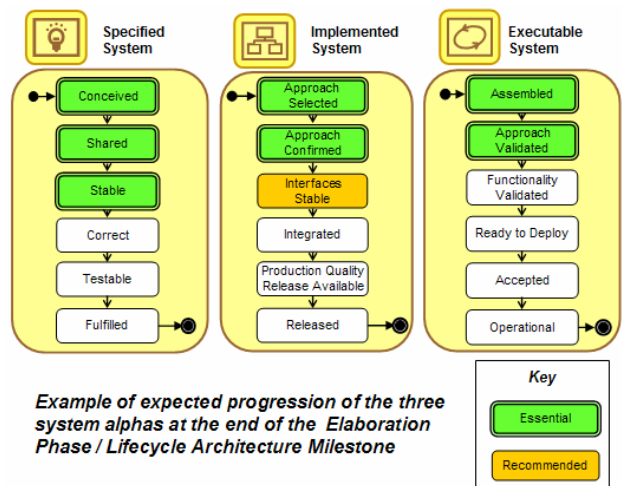 Specified
System
Conceived
Shared
Stable
Correct
Testable
Fulfilled
Implemented
System
Approach
Selected
Approach
Confirmed
Interfaces
Stable
Integrated
Production Quality
Release Available
Released
Executable
System
Assembled
Approach
Validated
Functionality
Validated
Ready to Deploy
Accepted
Operational
Example of expected progression of the three
system alphas at the end of the Elaboration
Phase / Lifecycle Architecture Milestone
Key
Essential
Recommended